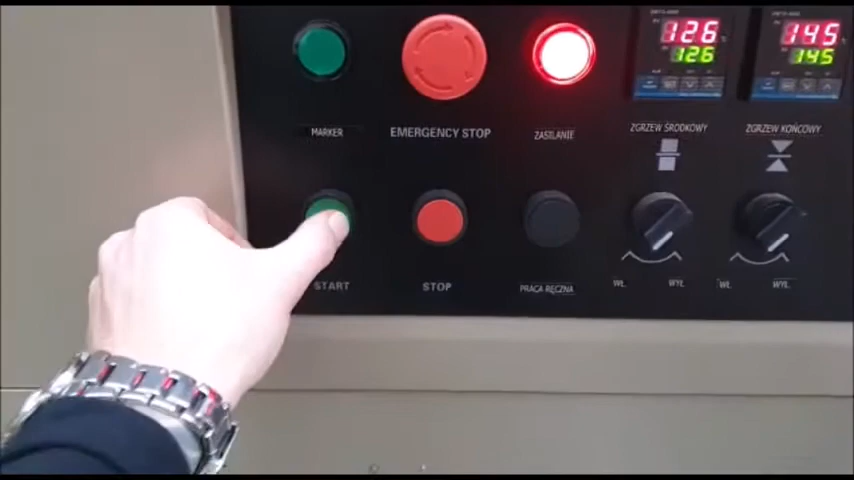 126
126
145
145
MARKER
EMERGENCY STOP
ZASILANIE
ZGRZEW ŚRODKOWY
ZGRZEW KOŃCOWY
START
STOP
PRACA RĘCZNA
WŁ.
WYŁ
WŁ
WYŁ